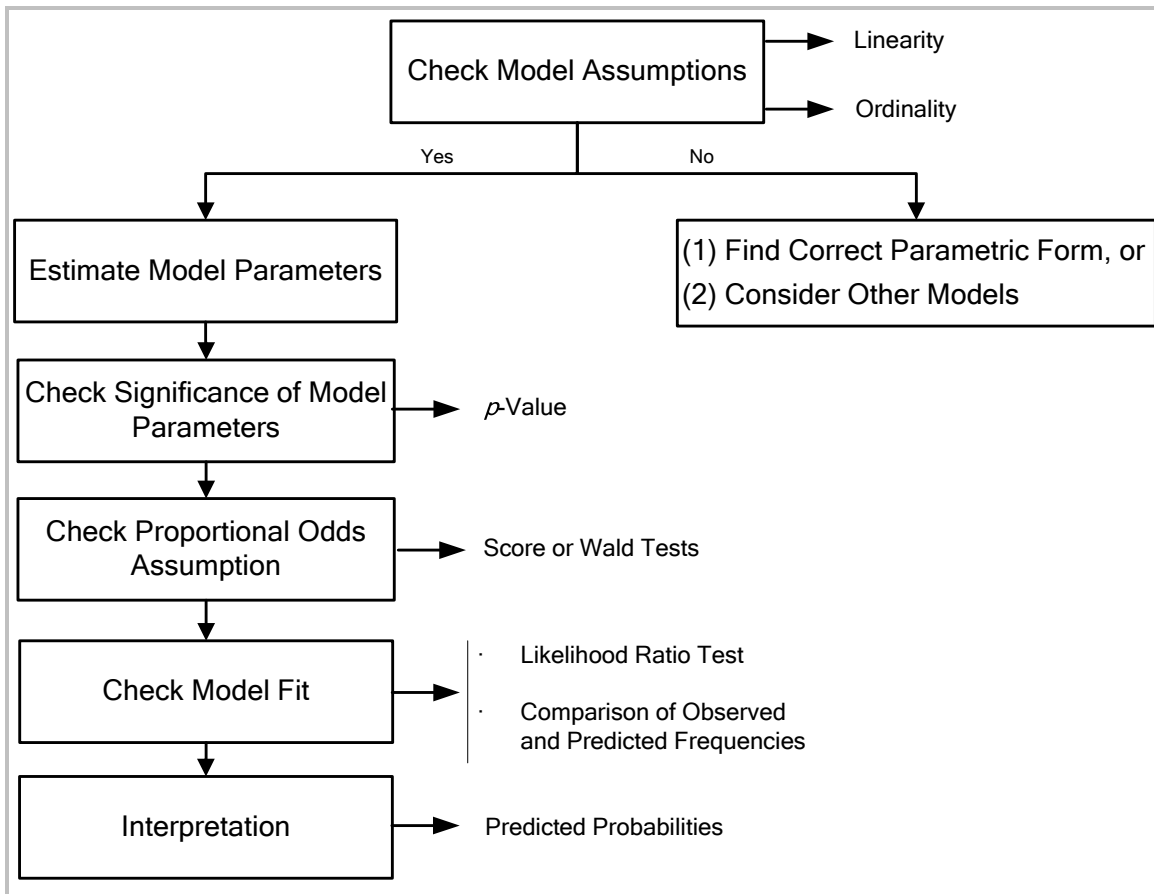 Check Model Assumptions
Linearity
Ordinality
Yes
No
Estimate Model Parameters
(1) Find Correct Parametric Form, or
(2) Consider Other Models
Check Significance of Model
Parameters
p-Value
Check Proportional Odds
Assumption
Score or Wald Tests
Check Model Fit
· Likelihood Ratio Test
· Comparison of Observed
and Predicted Frequencies
Interpretation
Predicted Probabilities